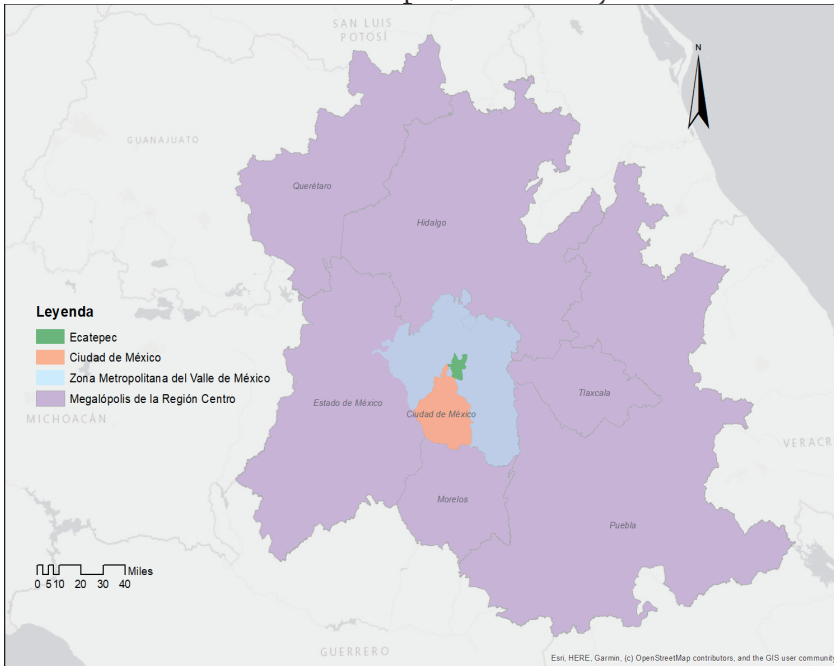 SAN LUIS
POTOSÍ
N
GUANAJUATO
Querétaro
Hidalgo
Leyenda
Ecatepec
Ciudad de México
Zona Metropolitana del Valle de México
Megalópolis de la Región Centro
MICHOACÁN
Estado de México
Ciudad de México
Tlaxcala
VERACR
Morelos
Puebla
Miles
0 5 10 20 30 40
GUERRERO
Esri, HERE, Garmin, (c) OpenStreetMap contributors, and the GIS user community